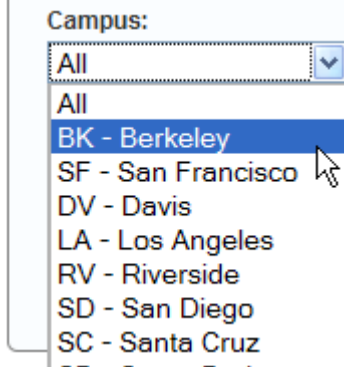 Campus:
All
All
BK - Berkeley
SF - San Francisco
DV - Davis
LA - Los Angeles
RV - Riverside
SD - San Diego
SC - Santa Cruz